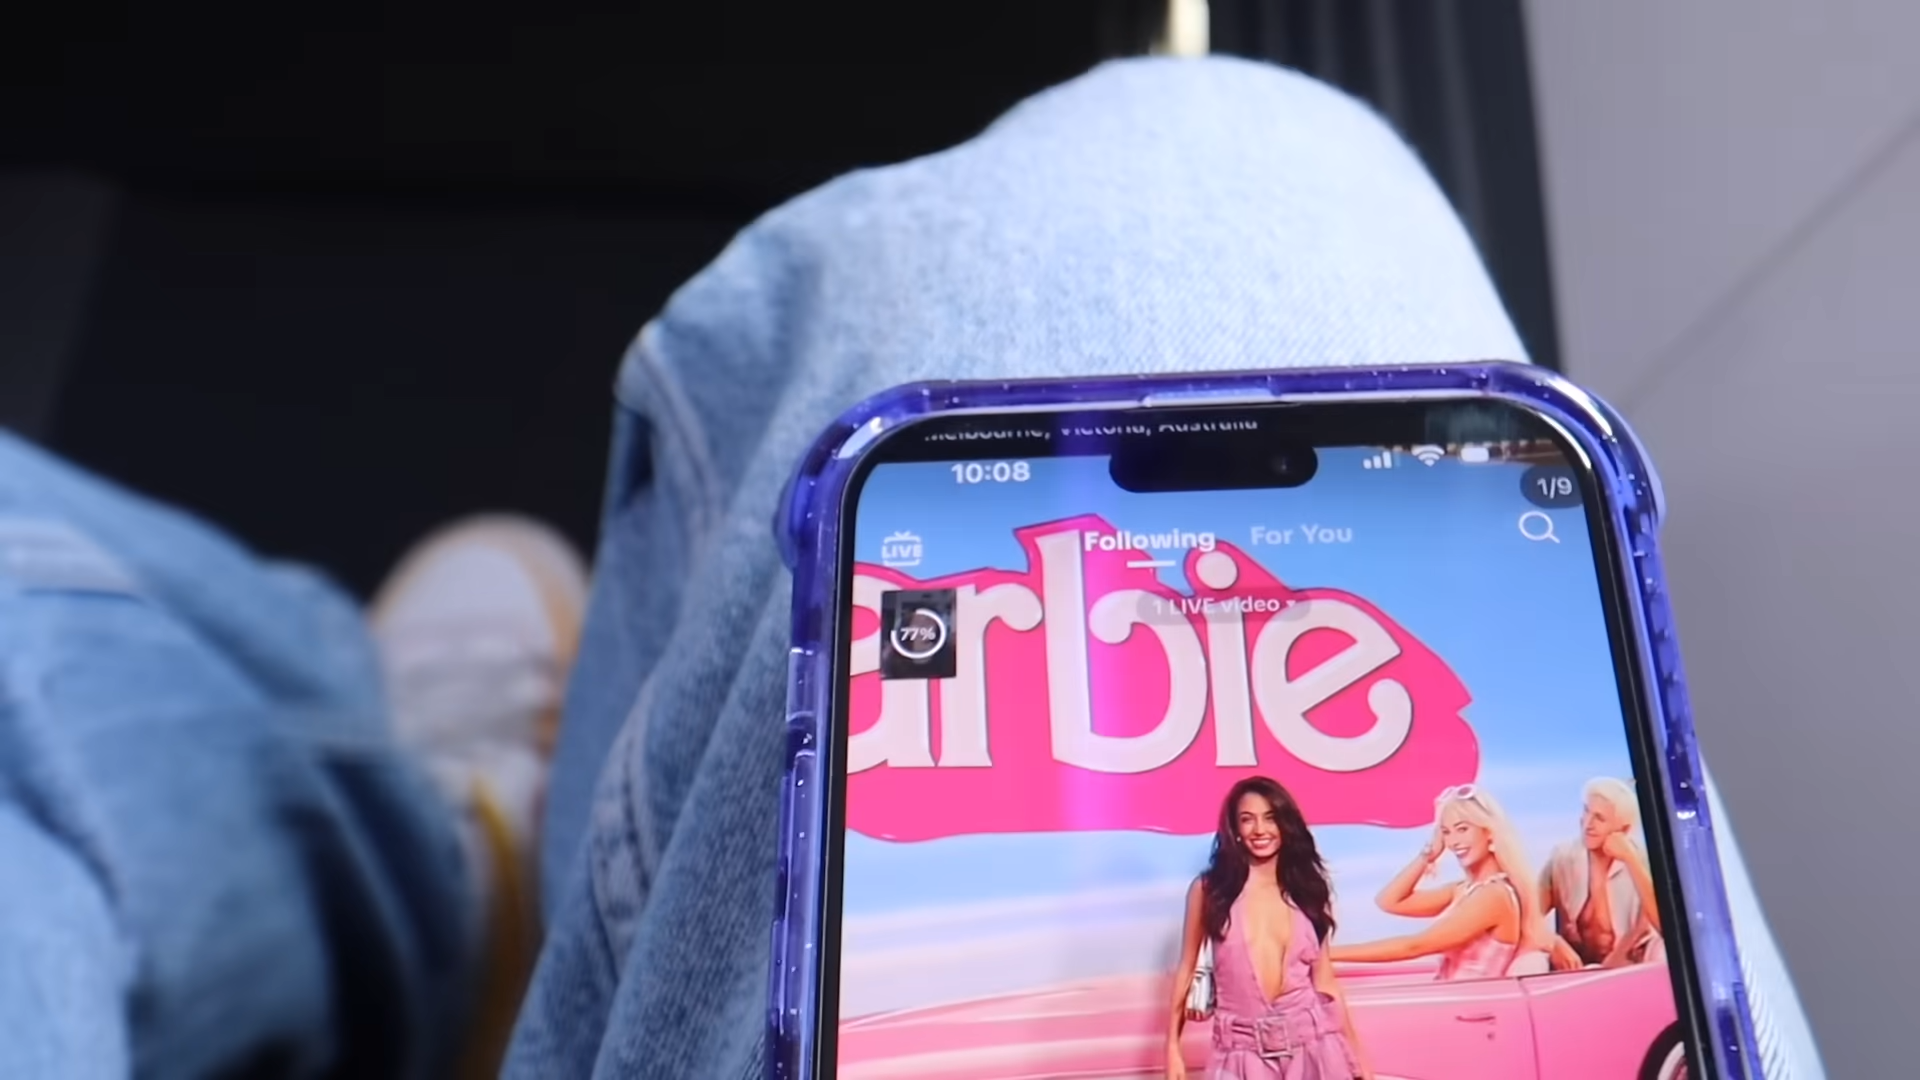 Melbourne, Victoria, Australia
10:08
1/9
LIVE
Following
For You
1 LIVE video
77%
arbie